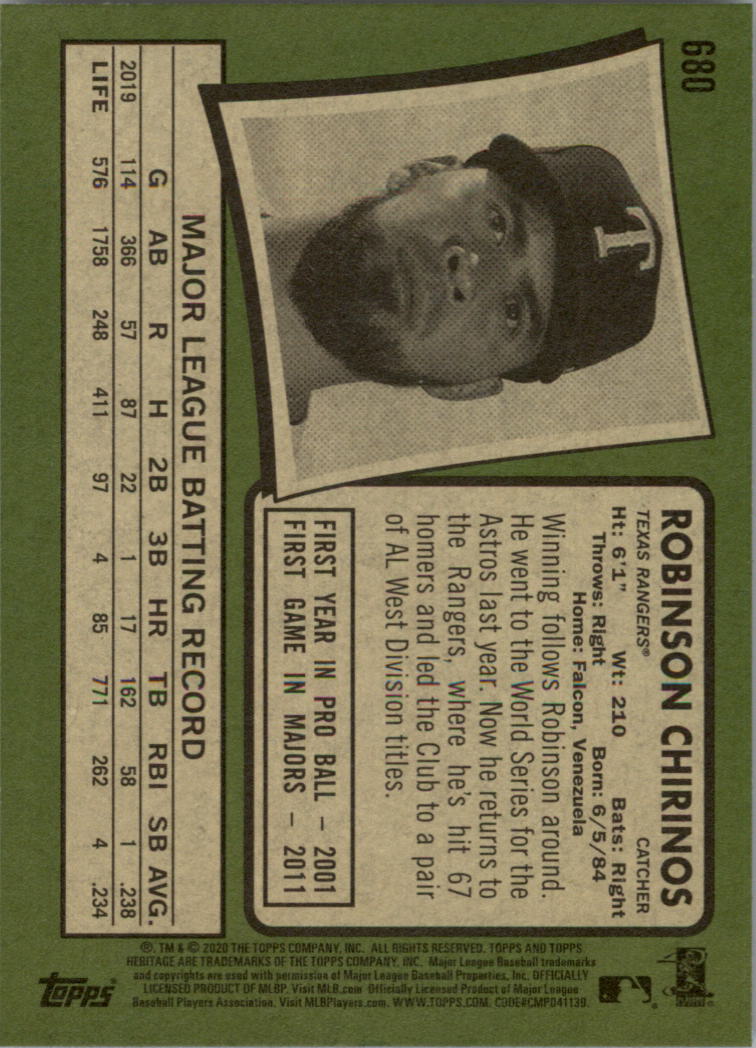 680
ROBINSON CHIRINOS
TEXAS RANGERS® CATCHER
Ht: 6'1" Wt: 210 Bats: Right
Throws: Right Born: 6/5/84
Home: Falcon, Venezuela
Winning follows Robinson around.
He went to the World Series for the
Astros last year. Now he returns to
the Rangers, where he's hit 67
homers and led the Club to a pair
of AL West Division titles.
FIRST YEAR IN PRO BALL – 2001
FIRST GAME IN MAJORS – 2011
T
MAJOR LEAGUE BATTING RECORD
G AB R H 2B 3B HR TB RBI SB AVG.
2019 114 366 57 87 22 1 17 162 58 1 .238
LIFE 576 1758 248 411 97 4 85 771 262 4 .234
®, TM & © 2020 THE TOPPS COMPANY, INC. ALL RIGHTS RESERVED. TOPPS AND TOPPS
HERITAGE ARE TRADEMARKS OF THE TOPPS COMPANY, INC. Major League Baseball trademarks
and copyrights are used with permission of Major League Baseball Properties, Inc. OFFICIALLY
LICENSED PRODUCT OF MLBP. Visit MLB.com Officially Licensed Product of Major League
Baseball Players Association. Visit MLBPlayers.com. WWW.TOPPS.COM. CODE#CMP041139.
TOPPS